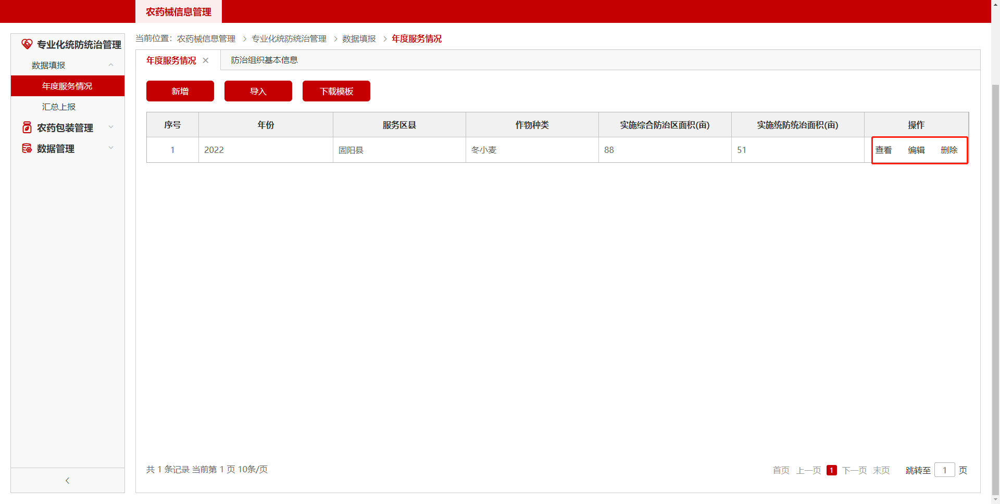 农药械信息管理
当前位置：农药械信息管理 > 专业化统防统治管理 > 数据填报 > 年度服务情况
专业化统防统治管理
数据填报
年度服务情况
汇总上报
农药包装管理
数据管理
年度服务情况 × 防治组织基本信息
新增 导入 下载模板
序号 年份 服务区县 作物种类 实施综合防治区面积(亩) 实施统防统治面积(亩) 操作
1 2022 固阳县 冬小麦 88 51 查看 编辑 删除
共 1 条记录 当前第 1 页 10条/页
首页 上一页 1 下一页 末页 跳转至 1 页